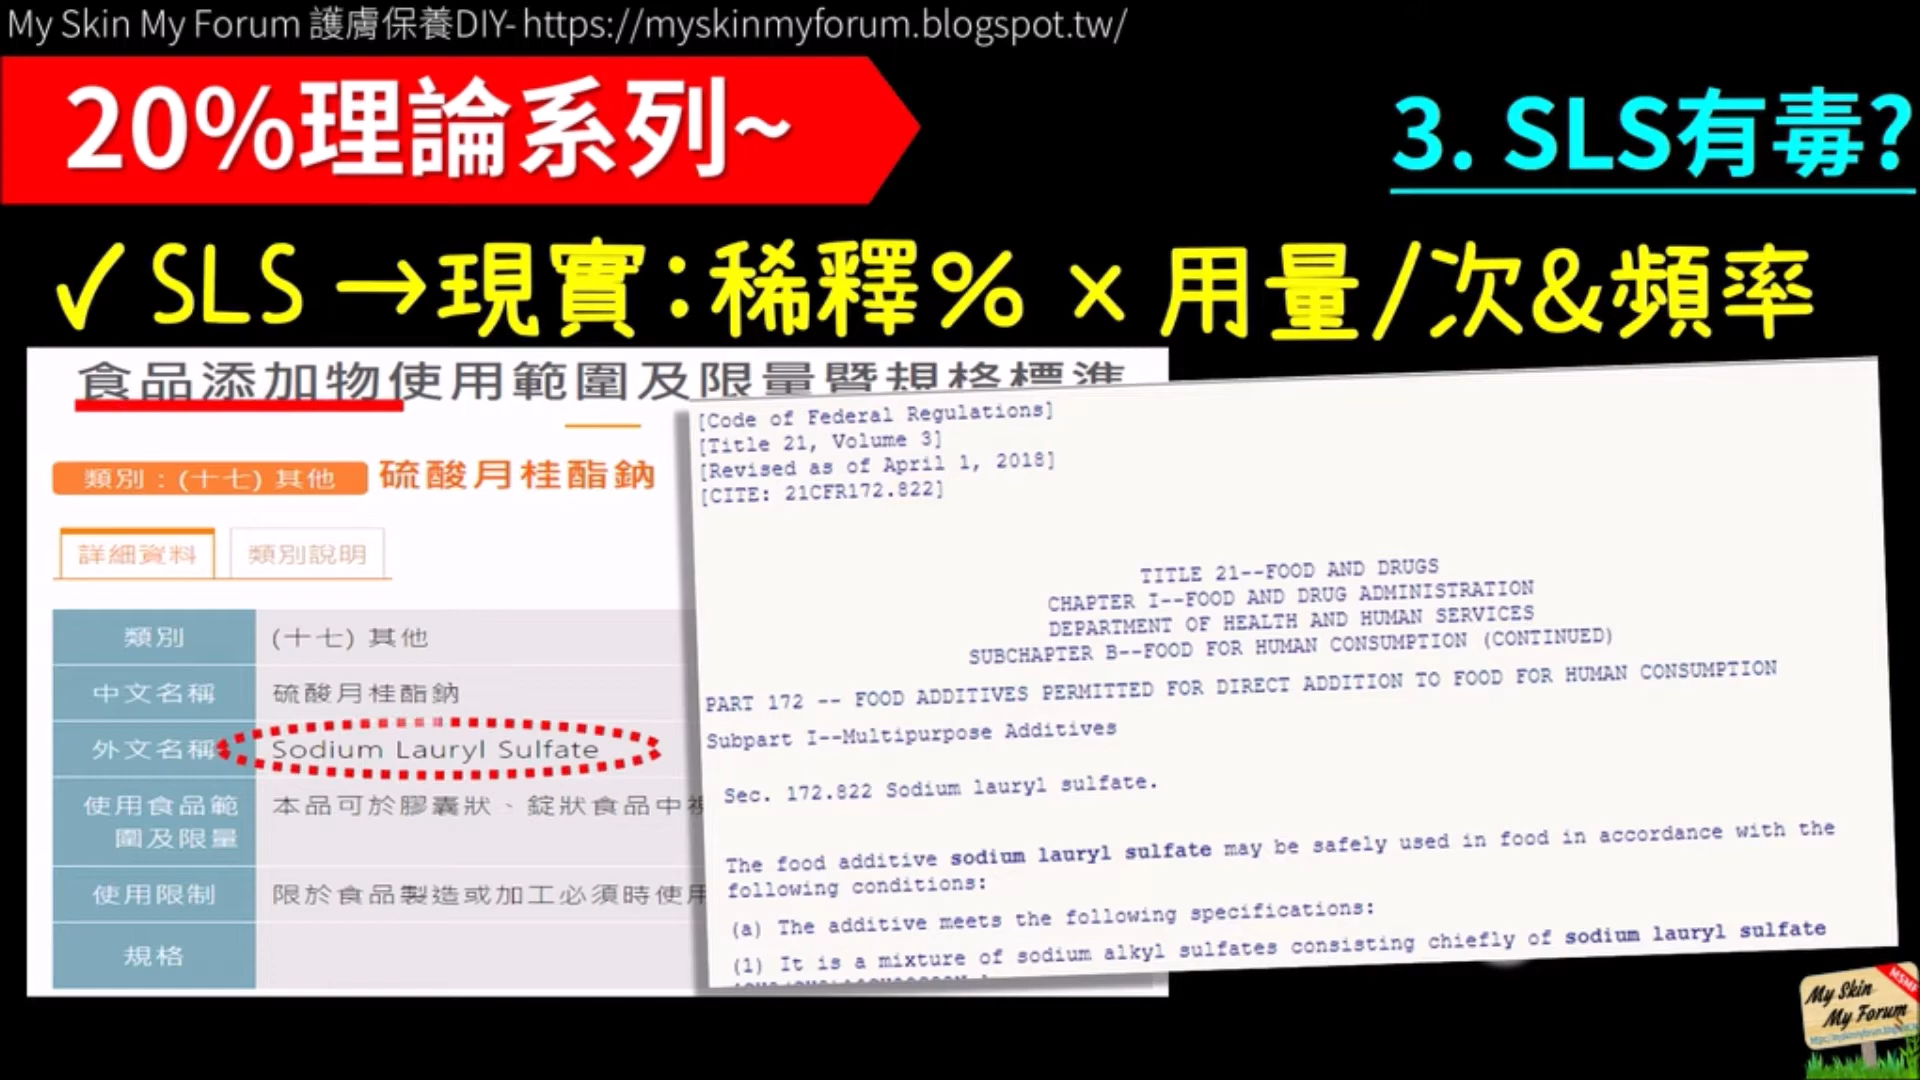 My Skin My Forum 護膚保養DIY- https://myskinmyforum.blogspot.tw/
20%理論系列~
3. SLS有毒?
✓ SLS →現實:稀釋% × 用量/次&頻率
食品添加物使用範圍及限量暨規格標準
類別:(十七) 其他 硫酸月桂酯鈉
詳細資料 類別說明
類別 (十七) 其他
中文名稱 硫酸月桂酯鈉
外文名稱 Sodium Lauryl Sulfate
使用食品範圍及限量 本品可於膠囊狀、錠狀食品中
使用限制 限於食品製造或加工必須時使用
規格
[Code of Federal Regulations]
[Title 21, Volume 3]
[Revised as of April 1, 2018]
[CITE: 21CFR172.822]
TITLE 21--FOOD AND DRUGS
CHAPTER I--FOOD AND DRUG ADMINISTRATION
DEPARTMENT OF HEALTH AND HUMAN SERVICES
SUBCHAPTER B--FOOD FOR HUMAN CONSUMPTION (CONTINUED)
PART 172 -- FOOD ADDITIVES PERMITTED FOR DIRECT ADDITION TO FOOD FOR HUMAN CONSUMPTION
Subpart I--Multipurpose Additives
Sec. 172.822 Sodium lauryl sulfate.
The food additive sodium lauryl sulfate may be safely used in food in accordance with the
following conditions:
(a) The additive meets the following specifications:
(1) It is a mixture of sodium alkyl sulfates consisting chiefly of sodium lauryl sulfate
MSMF
My Skin
My Forum